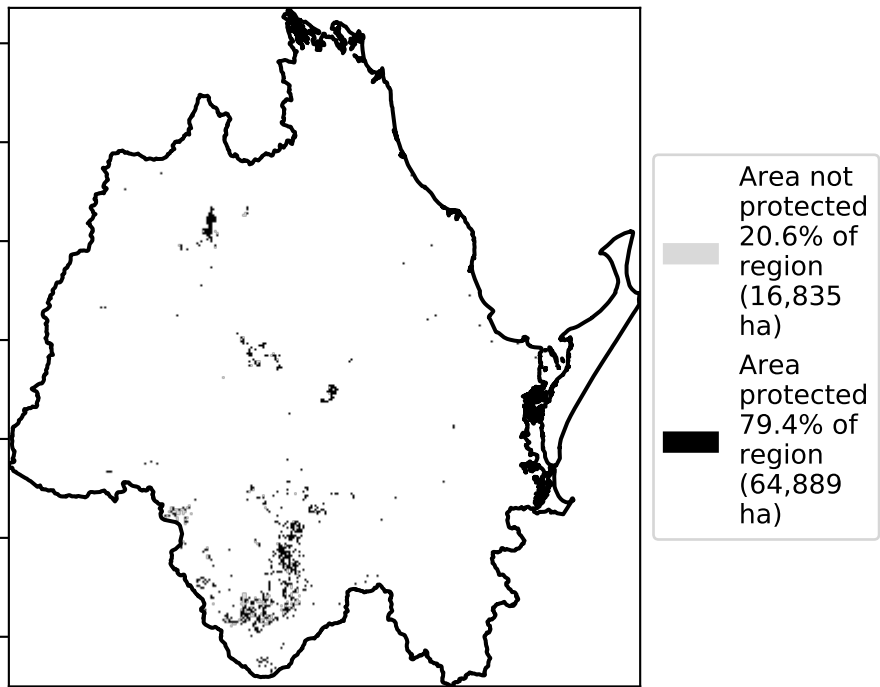 Area not
protected
20.6% of
region
(16,835
ha)
Area
protected
79.4% of
region
(64,889
ha)